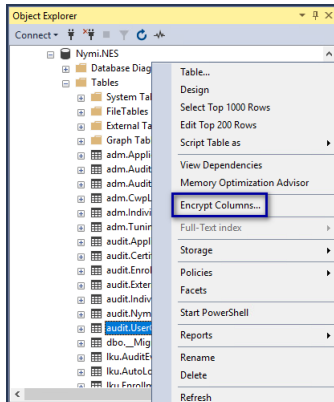 Object Explorer
Connect
Nymi.NES
Database Diag
Tables
System Tal
FileTables
External Ta
Graph Tab
adm.Appli
adm.Audit
adm.Audit
adm.CwpL
adm.Indivi
adm.Tunin
audit.Appl
audit.Certi
audit.Enrol
audit.Exter
audit.Indiv
audit.Nym
audit.User
dbo.__Mig
lku.AuditE
lku.AutoLo
lku.Enrollm
Table...
Design
Select Top 1000 Rows
Edit Top 200 Rows
Script Table as
View Dependencies
Memory Optimization Advisor
Encrypt Columns...
Full-Text index
Storage
Policies
Facets
Start PowerShell
Reports
Rename
Delete
Refresh